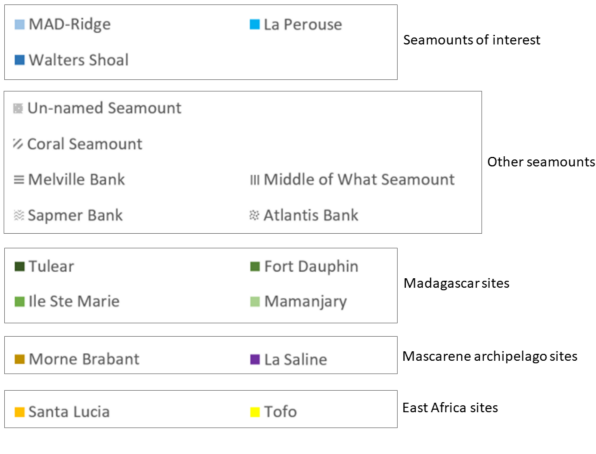 MAD-Ridge La Perouse
Walters Shoal
Seamounts of interest
Un-named Seamount
Coral Seamount
Melville Bank Middle of What Seamount
Sapmer Bank Atlantis Bank
Other seamounts
Tulear Fort Dauphin
Ile Ste Marie Mamanjary
Madagascar sites
Morne Brabant La Saline
Mascarene archipelago sites
Santa Lucia Tofo
East Africa sites